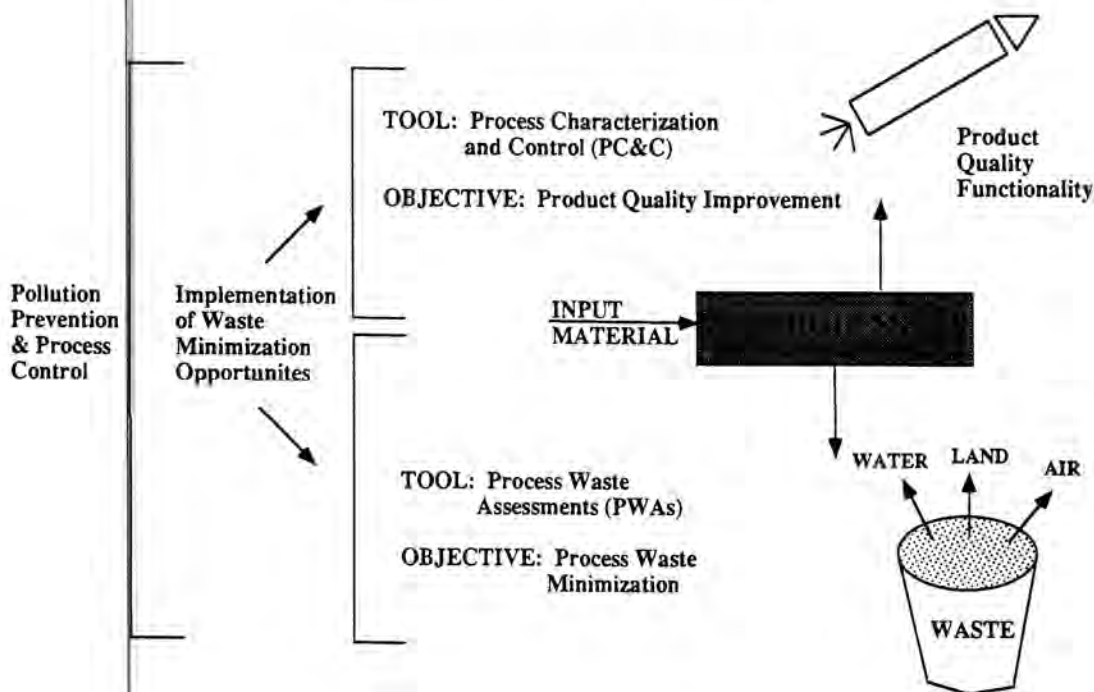 Pollution
Prevention
& Process
Control
Implementation
of Waste
Minimization
Opportunites
TOOL: Process Characterization
and Control (PC&C)
OBJECTIVE: Product Quality Improvement
Product
Quality
Functionality
INPUT
MATERIAL
TOOL: Process Waste
Assessments (PWAs)
OBJECTIVE: Process Waste
Minimization
WATER
LAND
AIR
WASTE